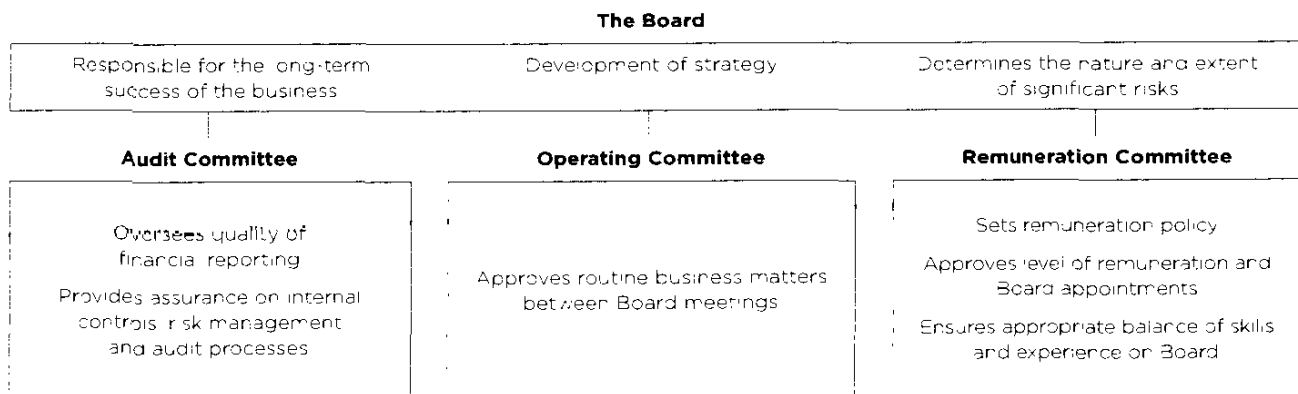 The Board
Responsible for the long-term
success of the business
Development of strategy
Determines the nature and extent
of significant risks
Audit Committee
Oversees quality of
financial reporting
Provides assurance on internal
controls risk management
and audit processes
Operating Committee
Approves routine business matters
between Board meetings
Remuneration Committee
Sets remuneration policy
Approves level of remuneration and
Board appointments
Ensures appropriate balance of skills
and experience on Board